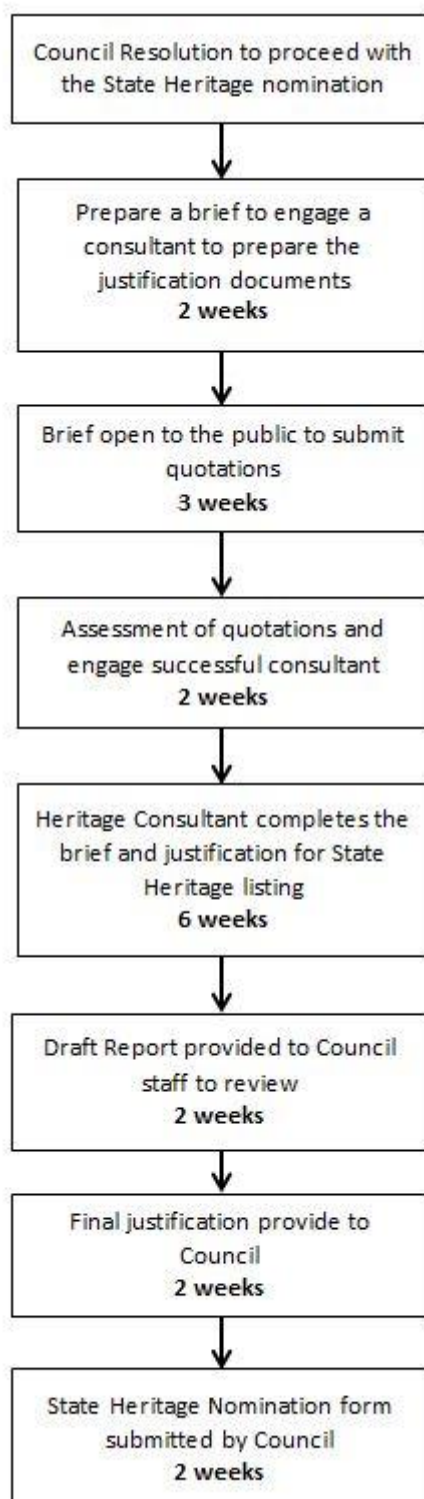 Council Resolution to proceed with
the State Heritage nomination
Prepare a brief to engage a
consultant to prepare the
justification documents
2 weeks
Brief open to the public to submit
quotations
3 weeks
Assessment of quotations and
engage successful consultant
2 weeks
Heritage Consultant completes the
brief and justification for State
Heritage listing
6 weeks
Draft Report provided to Council
staff to review
2 weeks
Final justification provide to
Council
2 weeks
State Heritage Nomination form
submitted by Council
2 weeks